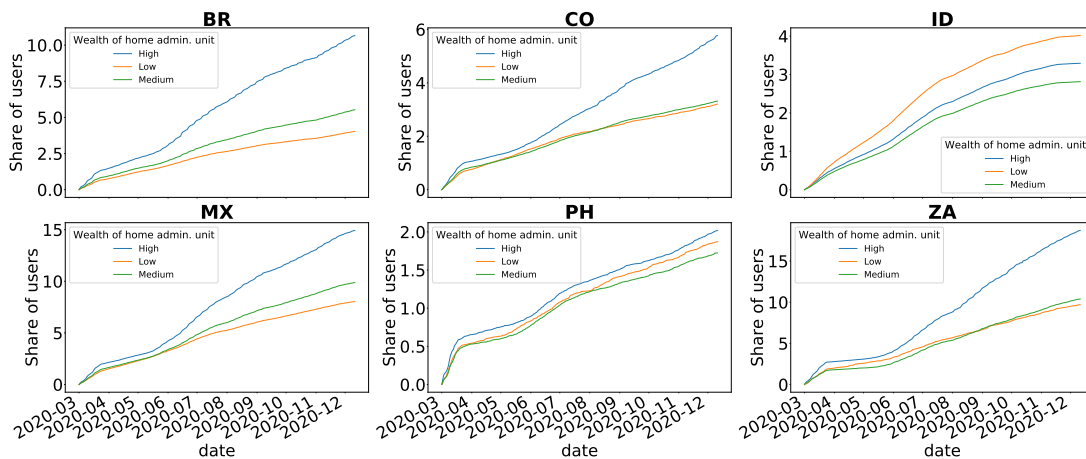 BR
Share of users
10.0
7.5
5.0
2.5
0.0
Wealth of home admin. unit
High
Low
Medium
CO
Share of users
6
4
2
0
Wealth of home admin. unit
High
Low
Medium
ID
Share of users
4
3
2
1
0
Wealth of home admin. unit
High
Low
Medium
MX
Share of users
15
10
5
0
Wealth of home admin. unit
High
Low
Medium
2020-03
2020-04
2020-05
2020-06
2020-07
2020-08
2020-09
2020-10
2020-11
2020-12
date
PH
Share of users
2.0
1.5
1.0
0.5
0.0
Wealth of home admin. unit
High
Low
Medium
2020-03
2020-04
2020-05
2020-06
2020-07
2020-08
2020-09
2020-10
2020-11
2020-12
date
ZA
Share of users
15
10
5
0
Wealth of home admin. unit
High
Low
Medium
2020-03
2020-04
2020-05
2020-06
2020-07
2020-08
2020-09
2020-10
2020-11
2020-12
date